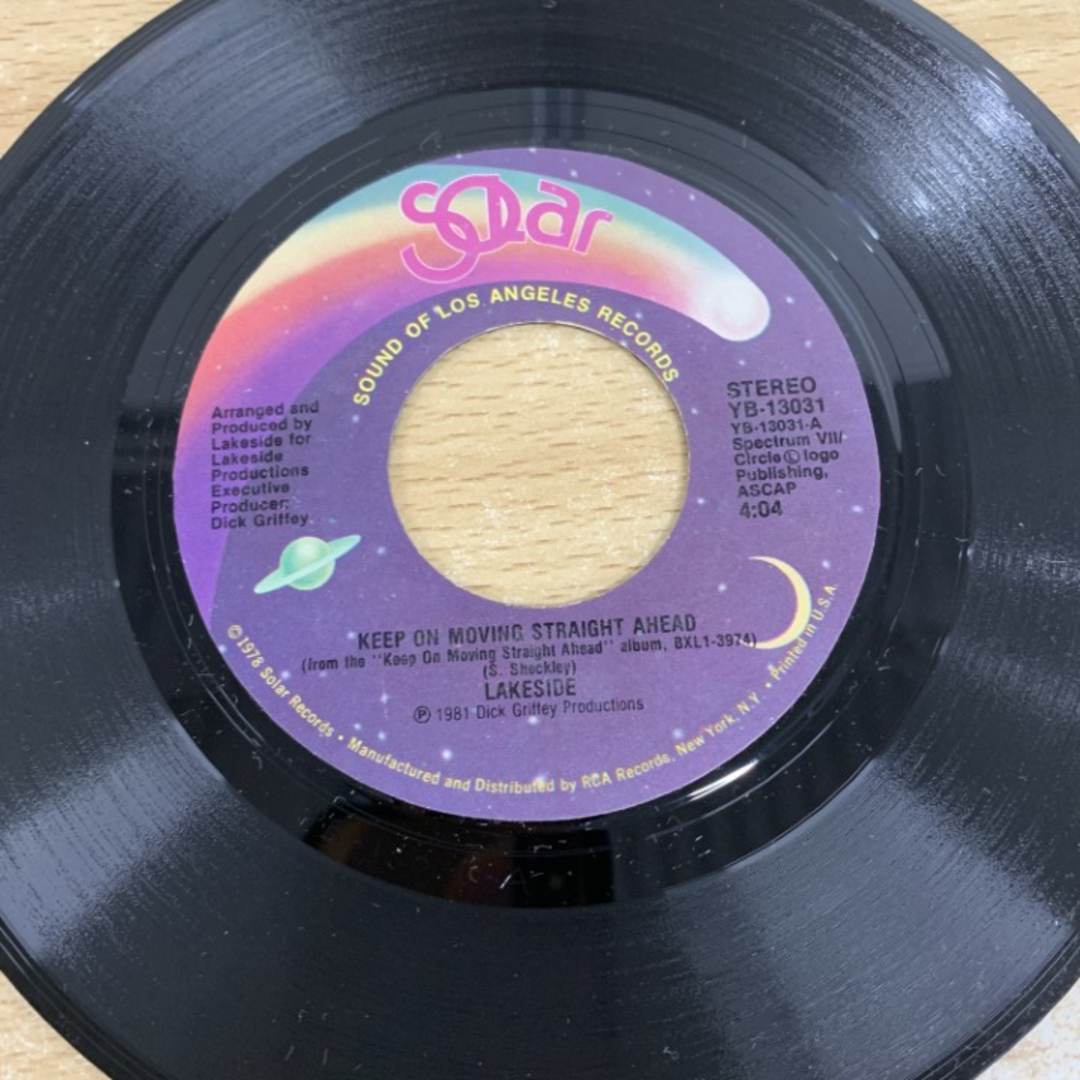 SOLar
SOUND OF LOS ANGELES RECORDS
Arranged and
Produced by
Lakeside for
Lakeside
Productions
Executive
Producer:
Dick Griffey
STEREO
YB-13031
YB-13031-A
Spectrum VII/
Circle Ⓛ logo
Publishing,
ASCAP
4:04
KEEP ON MOVING STRAIGHT AHEAD
(from the "Keep On Moving Straight Ahead" album, BXL1-3974)
(S. Shockley)
LAKESIDE
℗ 1981 Dick Griffey Productions
© 1978 Solar Records • Manufactured and Distributed by RCA Records, New York, N.Y. • Printed in U.S.A